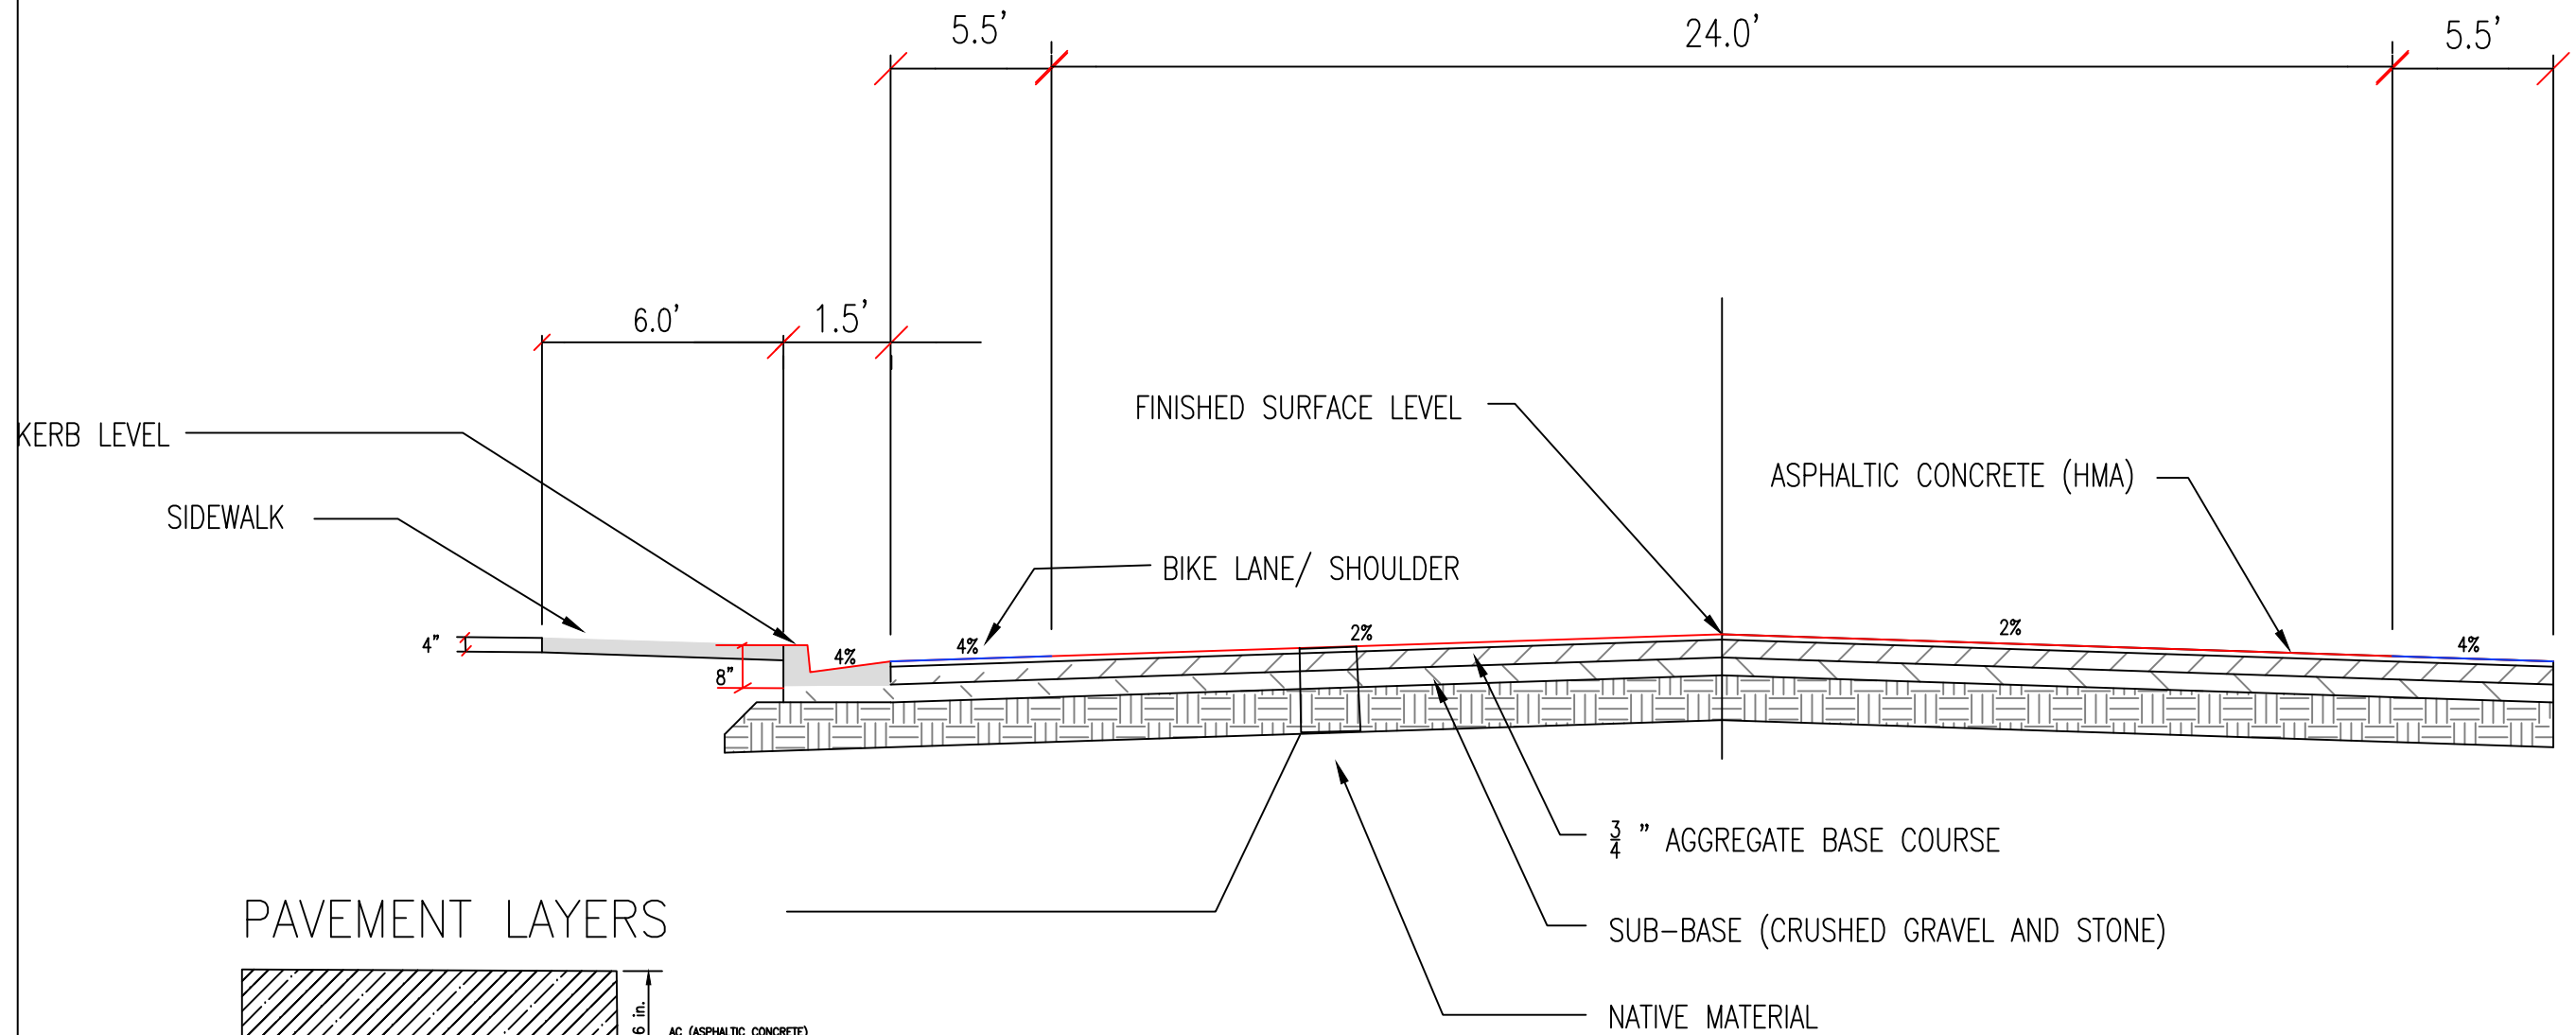 5.5’
24.0’
5.5’
6.0’
1.5’
FINISHED SURFACE LEVEL
KERB LEVEL
ASPHALTIC CONCRETE (HMA)
SIDEWALK
BIKE LANE/ SHOULDER
4”
8”
4%
4%
2%
2%
4%
3/4 ” AGGREGATE BASE COURSE
PAVEMENT LAYERS
SUB-BASE (CRUSHED GRAVEL AND STONE)
NATIVE MATERIAL
6 in.
AC (ASPHALTIC CONCRETE)